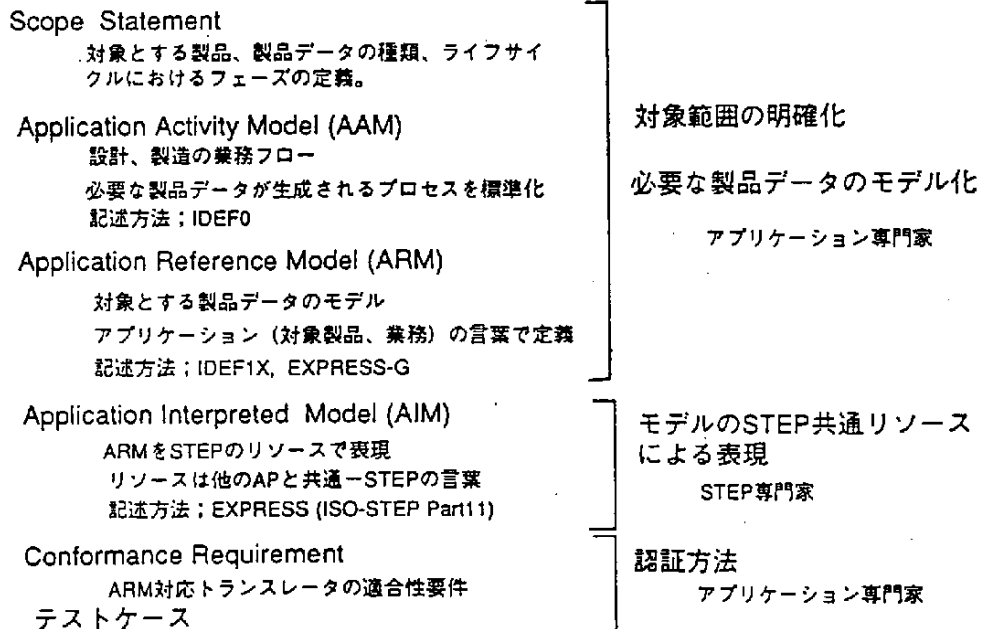 Scope Statement
対象とする製品、製品データの種類、ライフサイ
クルにおけるフェーズの定義。
Application Activity Model (AAM)
設計、製造の業務フロー
必要な製品データが生成されるプロセスを標準化
記述方法；IDEF0
Application Reference Model (ARM)
対象とする製品データのモデル
アプリケーション（対象製品、業務）の言葉で定義
記述方法；IDEF1X, EXPRESS-G
対象範囲の明確化
必要な製品データのモデル化
アプリケーション専門家
Application Interpreted Model (AIM)
ARMをSTEPのリソースで表現
リソースは他のAPと共通－STEPの言葉
記述方法；EXPRESS (ISO-STEP Part11)
モデルのSTEP共通リソース
による表現
STEP専門家
Conformance Requirement
ARM対応トランスレータの適合性要件
テストケース
認証方法
アプリケーション専門家